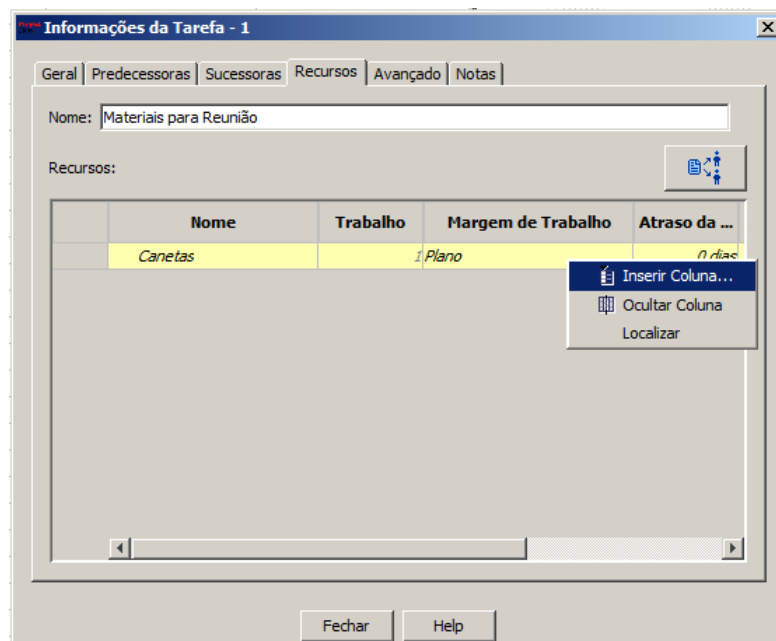 Informações da Tarefa - 1
Geral Predecessoras Sucessoras Recursos Avançado Notas
Nome: Materiais para Reunião
Recursos:
Nome Trabalho Margem de Trabalho Atraso da ...
Canetas 1 Plano 0 dias
Inserir Coluna...
Ocultar Coluna
Localizar
Fechar Help